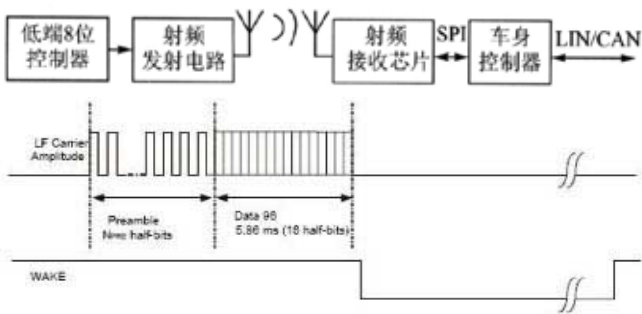 低端8位
控制器
射频
发射电路
射频
接收芯片
SPI
车身
控制器
LIN/CAN
LF Carrier
Amplitude
Preamble
half-bits
Data 96
5.86 ms (18 half-bits)
WAKE